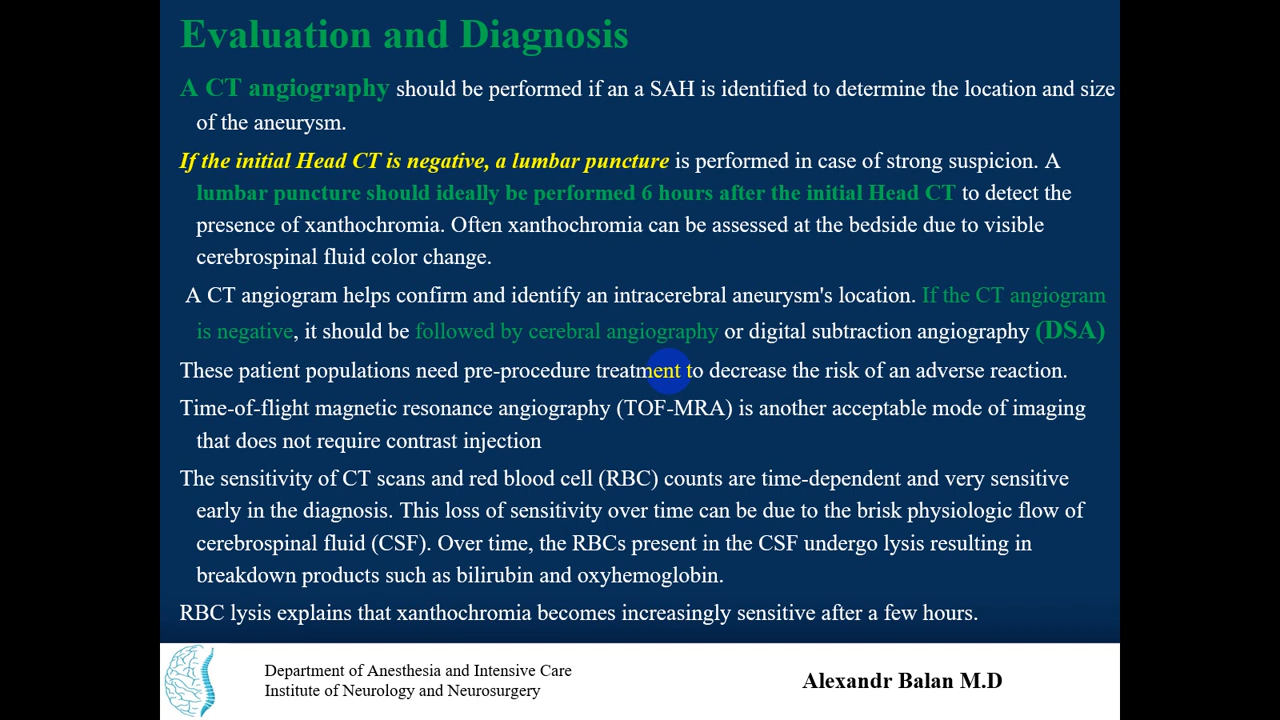 Evaluation and Diagnosis
A CT angiography should be performed if an a SAH is identified to determine the location and size
of the aneurysm.
If the initial Head CT is negative, a lumbar puncture is performed in case of strong suspicion. A
lumbar puncture should ideally be performed 6 hours after the initial Head CT to detect the
presence of xanthochromia. Often xanthochromia can be assessed at the bedside due to visible
cerebrospinal fluid color change.
A CT angiogram helps confirm and identify an intracerebral aneurysm's location. If the CT angiogram
is negative, it should be followed by cerebral angiography or digital subtraction angiography (DSA)
These patient populations need pre-procedure treatment to decrease the risk of an adverse reaction.
Time-of-flight magnetic resonance angiography (TOF-MRA) is another acceptable mode of imaging
that does not require contrast injection
The sensitivity of CT scans and red blood cell (RBC) counts are time-dependent and very sensitive
early in the diagnosis. This loss of sensitivity over time can be due to the brisk physiologic flow of
cerebrospinal fluid (CSF). Over time, the RBCs present in the CSF undergo lysis resulting in
breakdown products such as bilirubin and oxyhemoglobin.
RBC lysis explains that xanthochromia becomes increasingly sensitive after a few hours.
Department of Anesthesia and Intensive Care
Institute of Neurology and Neurosurgery
Alexandr Balan M.D